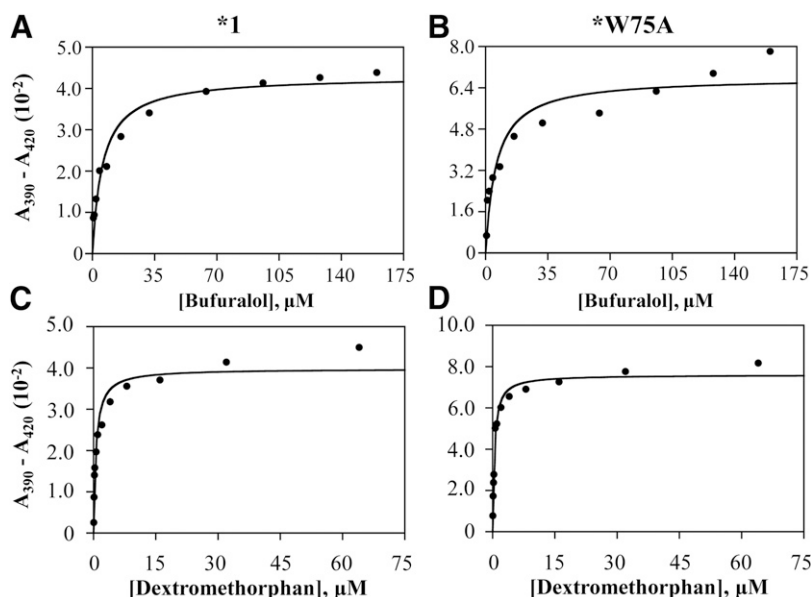 A *1 B *W75A
A₃₉₀ - A₄₂₀ (10⁻²)
5.0
4.0
3.0
2.0
1.0
0
0 35 70 105 140 175
[Bufuralol], µM
8.0
6.4
4.8
3.2
1.6
0
0 35 70 105 140 175
[Bufuralol], µM
C
A₃₉₀ - A₄₂₀ (10⁻²)
5.0
4.0
3.0
2.0
1.0
0
0 15 30 45 60 75
[Dextromethorphan], µM
D
10.0
8.0
6.0
4.0
2.0
0
0 15 30 45 60 75
[Dextromethorphan], µM